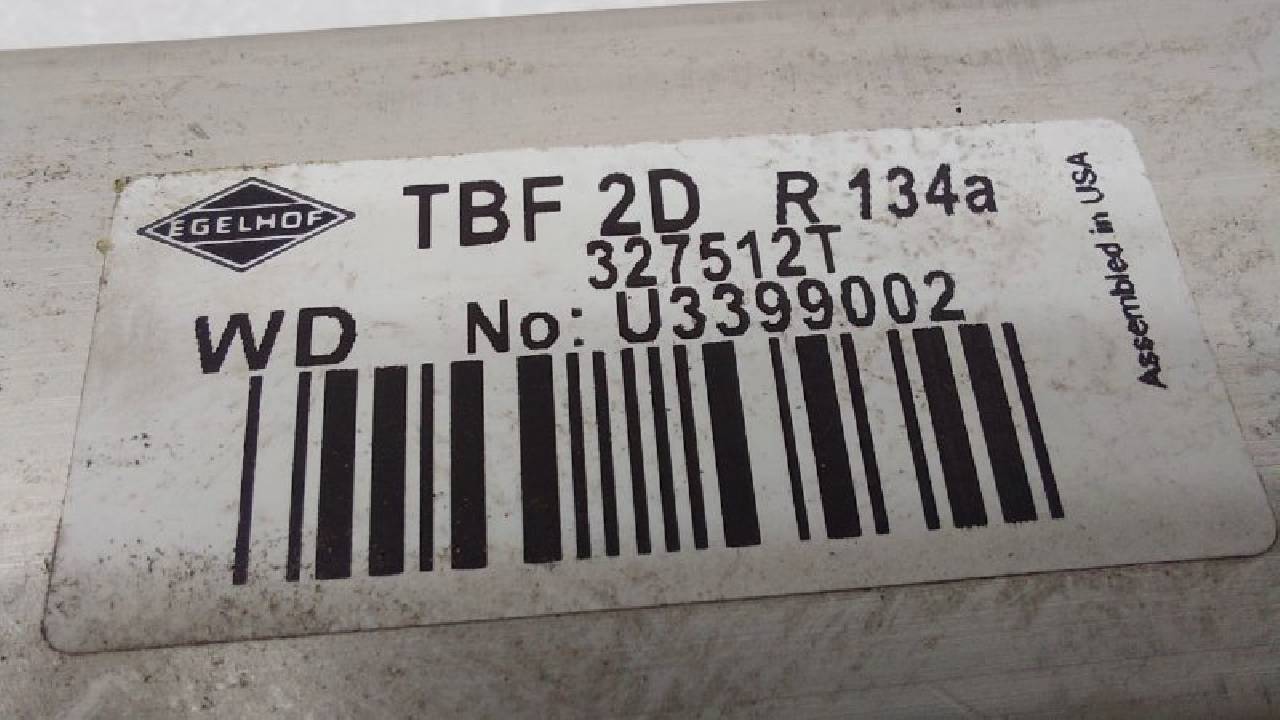 EGELHOF
TBF 2D R 134a
327512T
WD No: U3399002
Assembled in USA